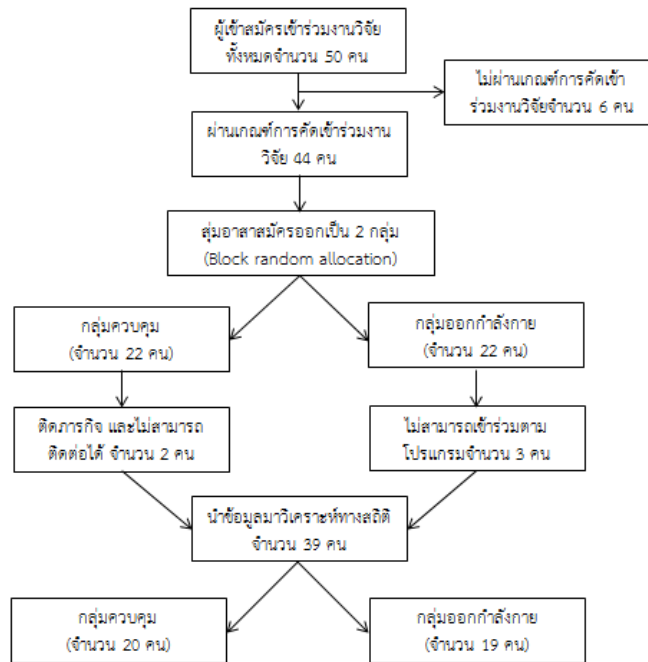 ผู้เข้าสมัครเข้าร่วมงานวิจัย
ทั้งหมดจำนวน 50 คน
ไม่ผ่านเกณฑ์การคัดเข้า
ร่วมงานวิจัยจำนวน 6 คน
ผ่านเกณฑ์การคัดเข้าร่วมงาน
วิจัย 44 คน
สุ่มอาสาสมัครออกเป็น 2 กลุ่ม
(Block random allocation)
กลุ่มควบคุม
(จำนวน 22 คน)
กลุ่มออกกำลังกาย
(จำนวน 22 คน)
ติดภารกิจ และไม่สามารถ
ติดต่อได้ จำนวน 2 คน
ไม่สามารถเข้าร่วมตาม
โปรแกรมจำนวน 3 คน
นำข้อมูลมาวิเคราะห์ทางสถิติ
จำนวน 39 คน
กลุ่มควบคุม
(จำนวน 20 คน)
กลุ่มออกกำลังกาย
(จำนวน 19 คน)